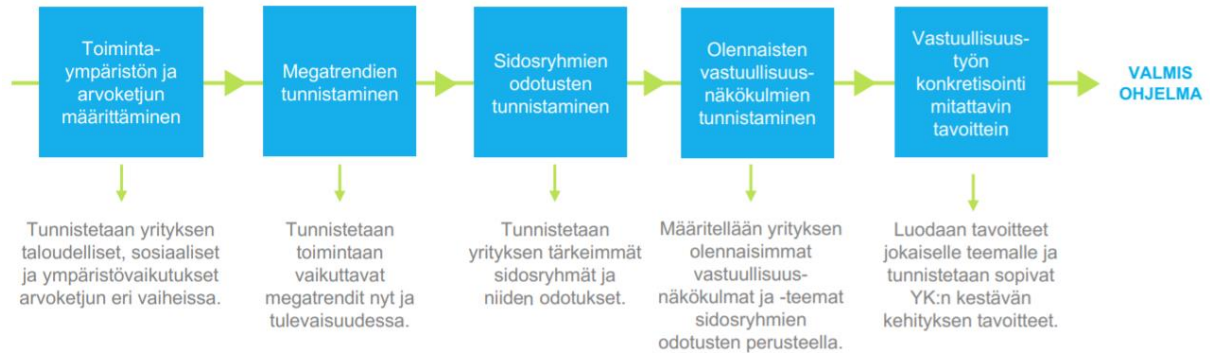 Toiminta-
ympäristön ja
arvoketjun
määrittäminen
Megatrendien
tunnistaminen
Sidosryhmien
odotusten
tunnistaminen
Olennaisten
vastuullisuus-
näkökulmien
tunnistaminen
Vastuullisuus-
työn
konkretisointi
mitattavin
tavoittein
VALMIS
OHJELMA
Tunnistetaan yrityksen
taloudelliset, sosiaaliset
ja ympäristövaikutukset
arvoketjun eri vaiheissa.
Tunnistetaan
toimintaan
vaikuttavat
megatrendit nyt ja
tulevaisuudessa.
Tunnistetaan
yrityksen tärkeimmät
sidosryhmät ja
niiden odotukset.
Määritellään yrityksen
olennaisimmat
vastuullisuus-
näkökulmat ja -teemat
sidosryhmien
odotusten perusteella.
Luodaan tavoitteet
jokaiselle teemalle ja
tunnistetaan sopivat
YK:n kestävän
kehityksen tavoitteet.